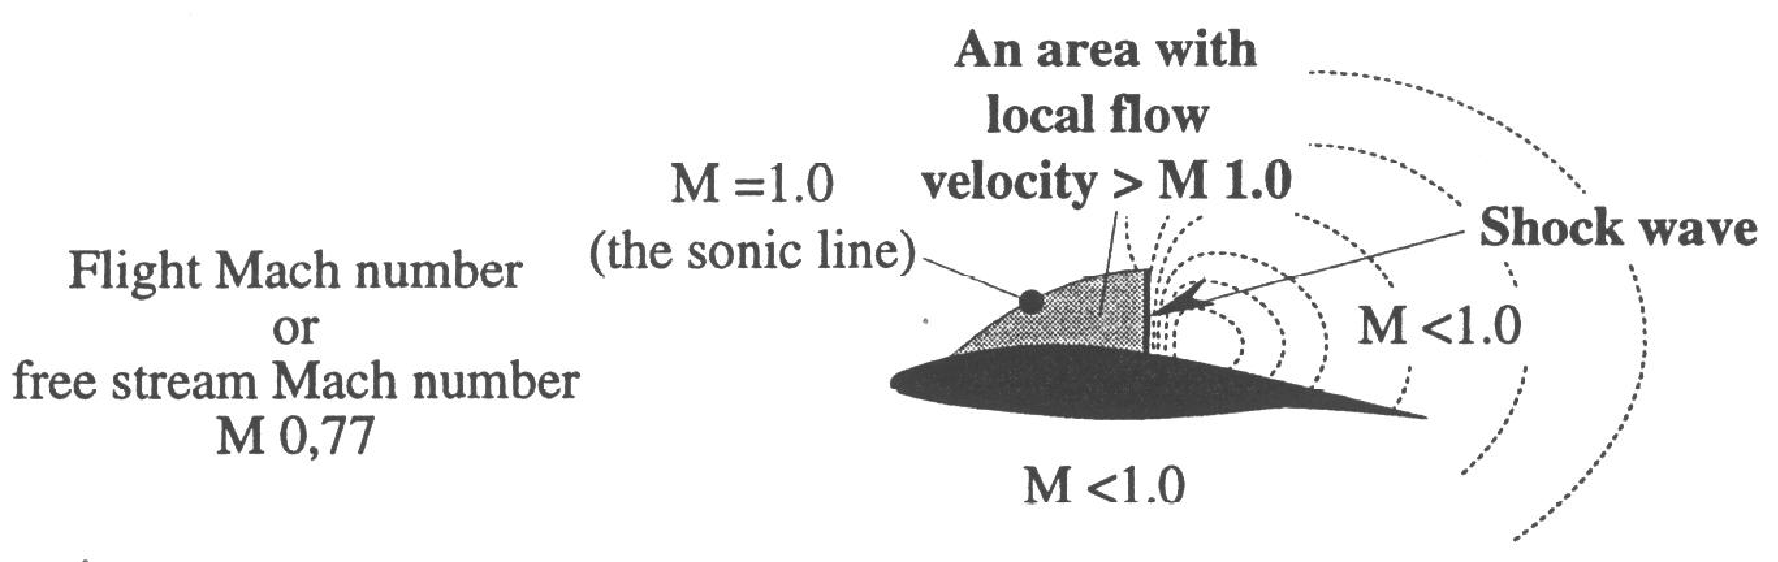 An area with
local flow
velocity > M 1.0
M =1.0
(the sonic line)
Shock wave
Flight Mach number
or
free stream Mach number
M 0,77
M <1.0
M <1.0